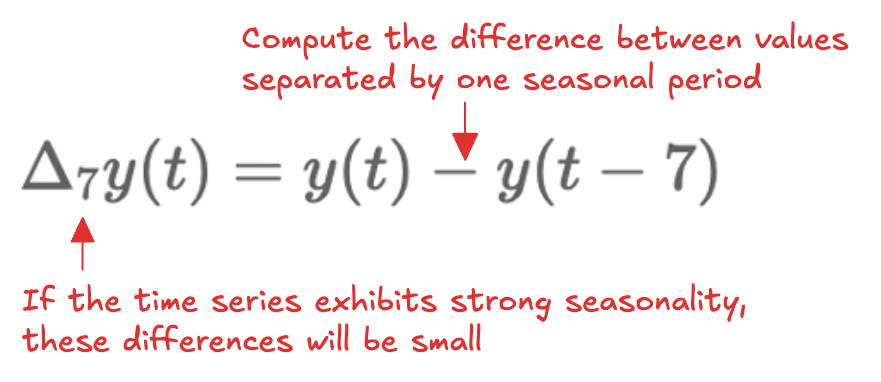 Compute the difference between values
separated by one seasonal period
Δ₇y(t) = y(t) − y(t − 7)
If the time series exhibits strong seasonality,
these differences will be small